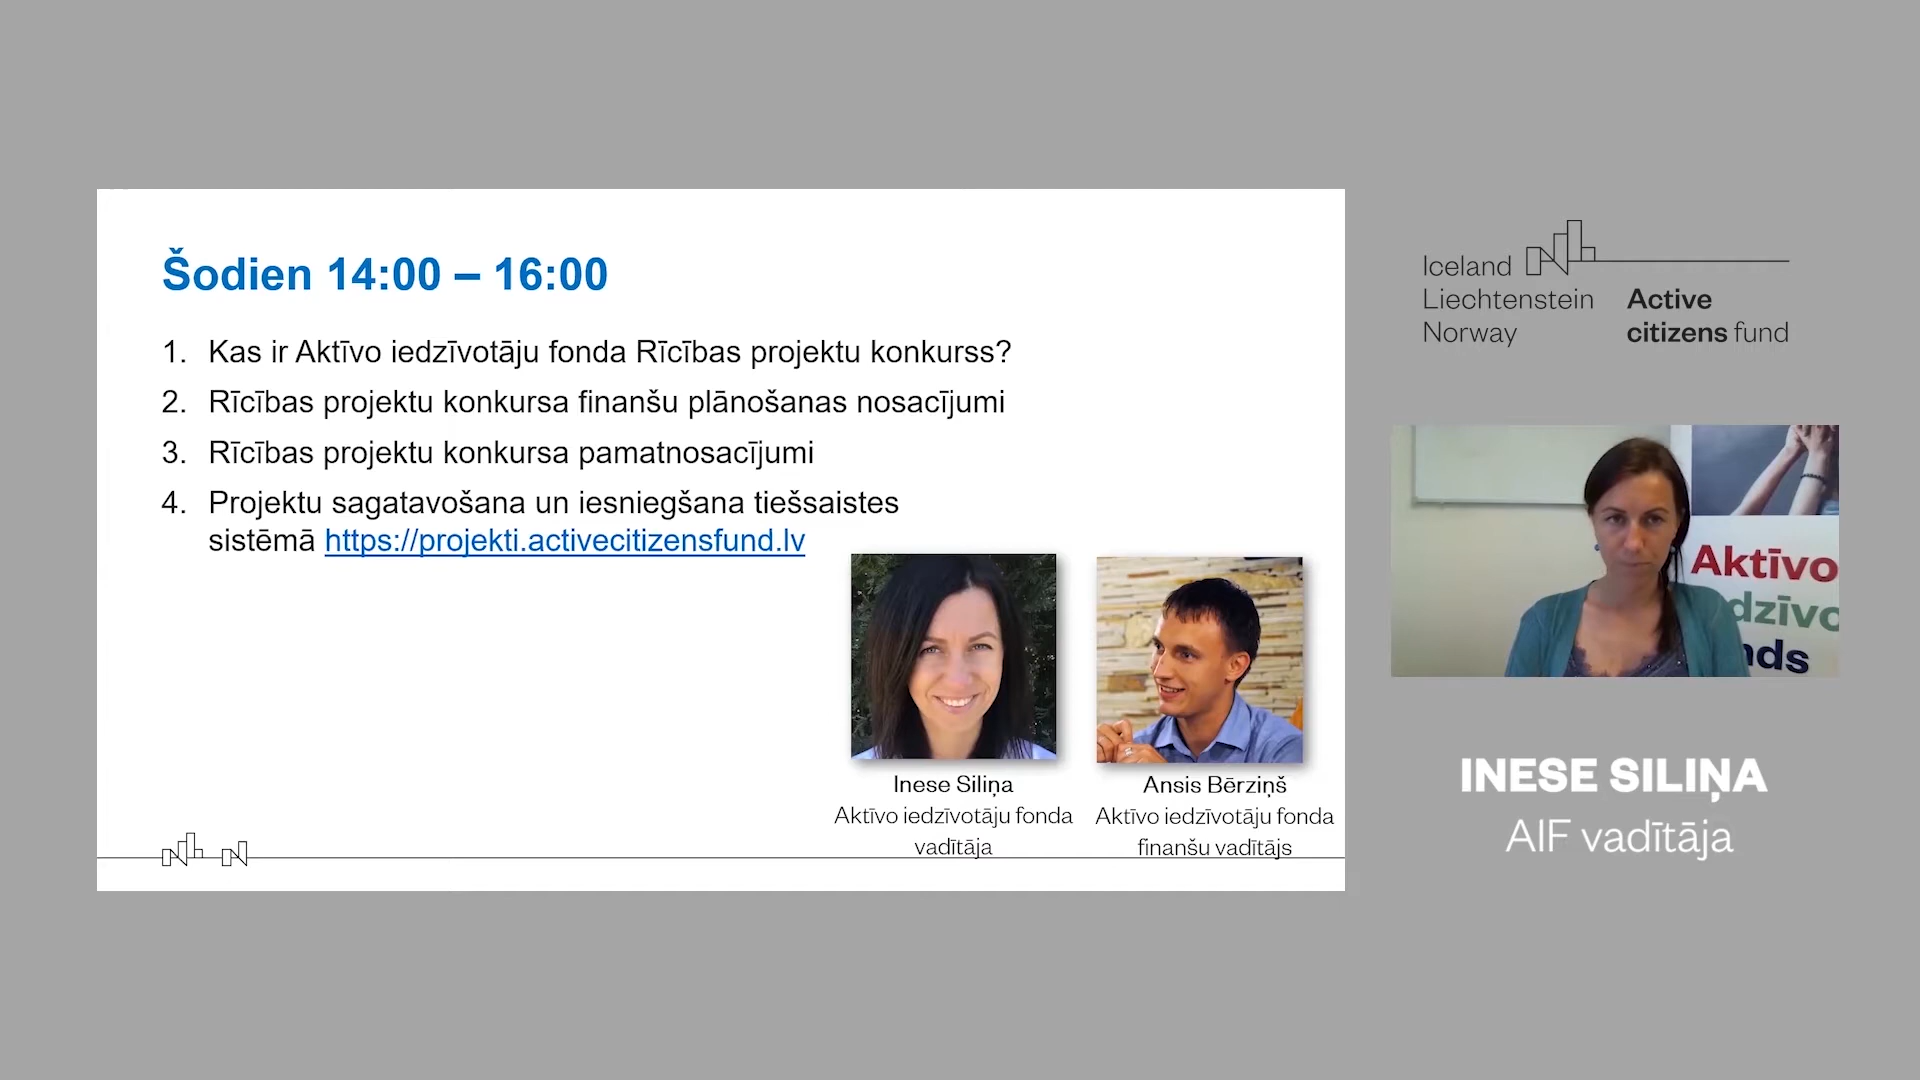 Šodien 14:00 – 16:00
1. Kas ir Aktīvo iedzīvotāju fonda Rīcības projektu konkurss?
2. Rīcības projektu konkursa finanšu plānošanas nosacījumi
3. Rīcības projektu konkursa pamatnosacījumi
4. Projektu sagatavošana un iesniegšana tiešsaistes
sistēmā https://projekti.activecitizensfund.lv
Inese Siliņa
Aktīvo iedzīvotāju fonda
vadītāja
Ansis Bērziņš
Aktīvo iedzīvotāju fonda
finanšu vadītājs
Iceland
Liechtenstein
Norway
Active
citizens fund
Aktīvo
dzīvo
nds
INESE SILIŅA
AIF vadītāja